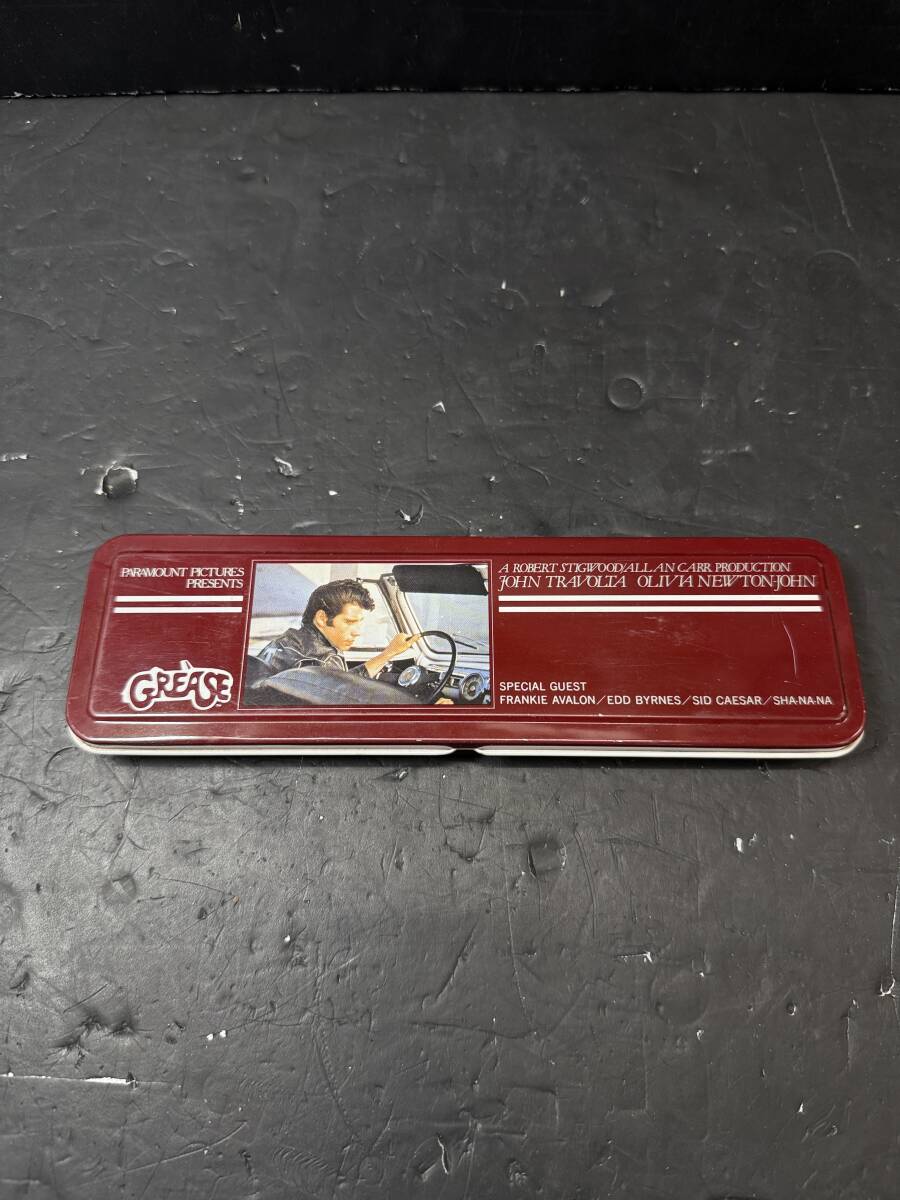 PARAMOUNT PICTURES
PRESENTS
GREASE
A ROBERT STIGWOOD/ALLAN CARR PRODUCTION
JOHN TRAVOLTA OLIVIA NEWTON-JOHN
SPECIAL GUEST
FRANKIE AVALON/EDD BYRNES/SID CAESAR/SHA-NA-NA